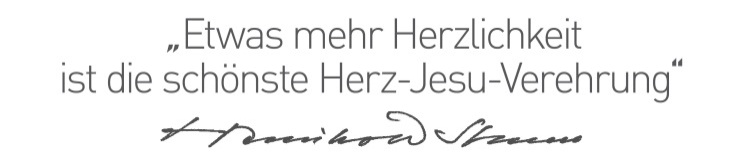 „Etwas mehr Herzlichkeit
ist die schönste Herz-Jesu-Verehrung“